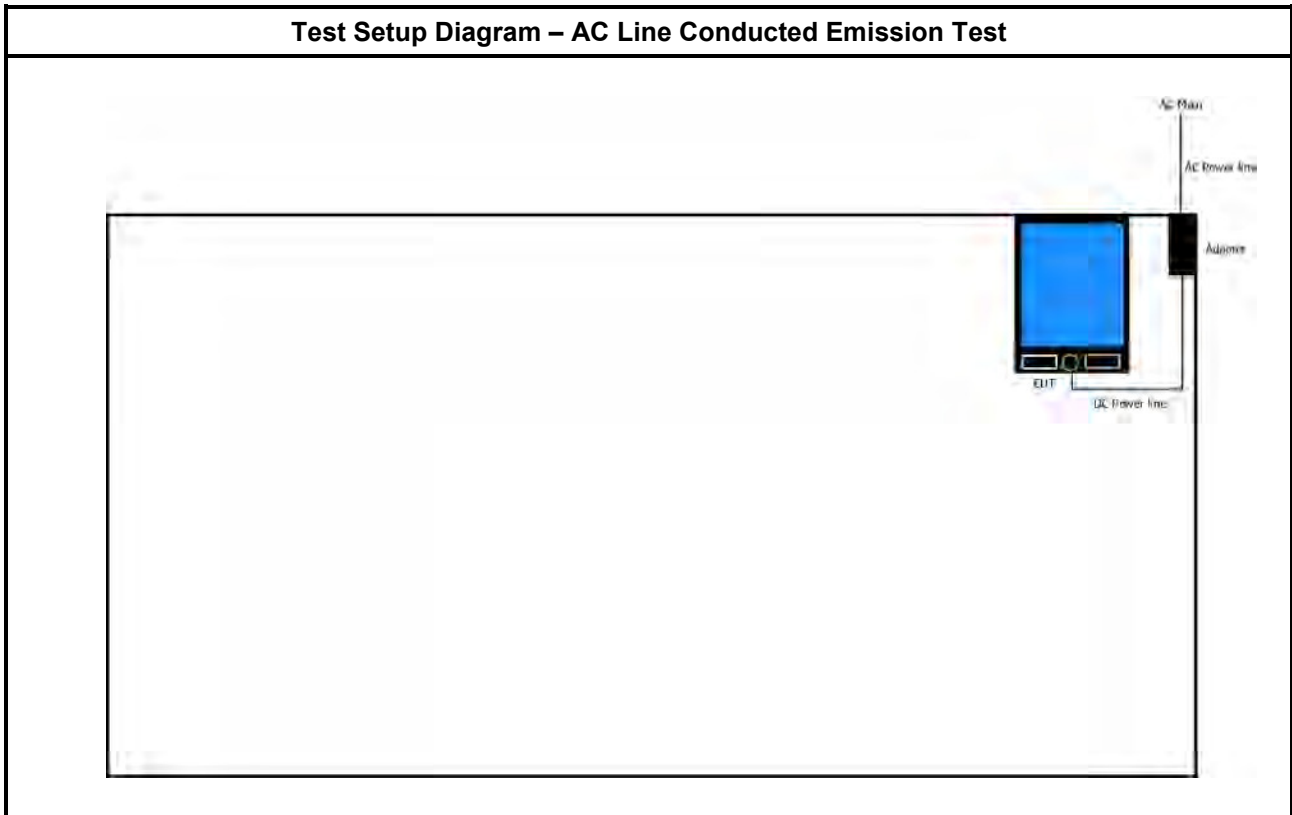 Test Setup Diagram – AC Line Conducted Emission Test
AC Main
AC Power line
Adapter
EUT
DC Power line